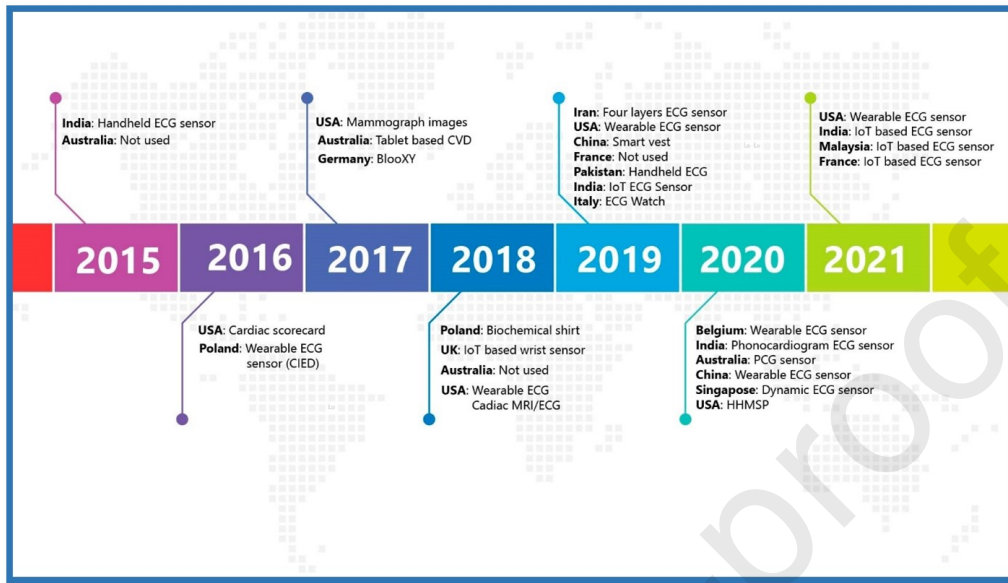 India: Handheld ECG sensor
Australia: Not used
USA: Mammograph images
Australia: Tablet based CVD
Germany: BlooXY
Iran: Four layers ECG sensor
USA: Wearable ECG sensor
China: Smart vest
France: Not used
Pakistan: Handheld ECG
India: IoT ECG Sensor
Italy: ECG Watch
USA: Wearable ECG sensor
India: IoT based ECG sensor
Malaysia: IoT based ECG sensor
France: IoT based ECG sensor
2015 2016 2017 2018 2019 2020 2021
USA: Cardiac scorecard
Poland: Wearable ECG
sensor (CIED)
Poland: Biochemical shirt
UK: IoT based wrist sensor
Australia: Not used
USA: Wearable ECG
Cadiac MRI/ECG
Belgium: Wearable ECG sensor
India: Phonocardiogram ECG sensor
Australia: PCG sensor
China: Wearable ECG sensor
Singapose: Dynamic ECG sensor
USA: HHMSP
proof